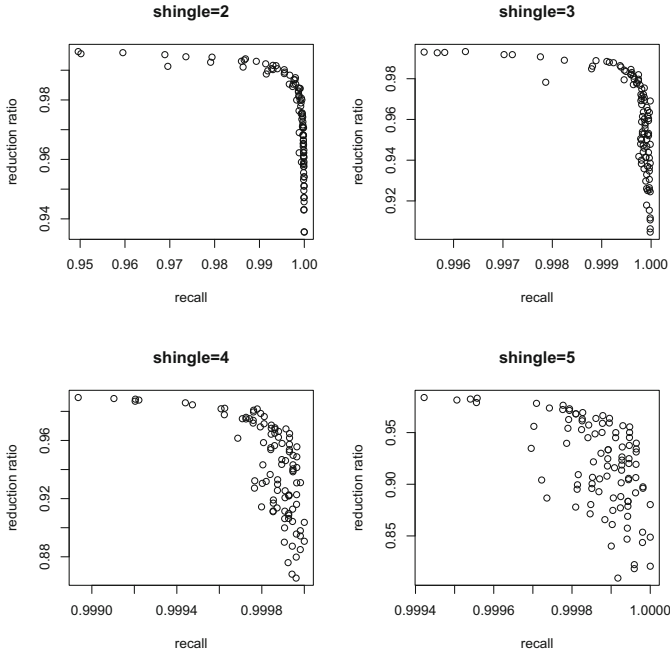 shingle=2
reduction ratio
0.94 0.96 0.98
0.95 0.96 0.97 0.98 0.99 1.00
recall
shingle=3
reduction ratio
0.92 0.94 0.96 0.98
0.996 0.997 0.998 0.999 1.000
recall
shingle=4
reduction ratio
0.88 0.92 0.96
0.9990 0.9994 0.9998
recall
shingle=5
reduction ratio
0.85 0.90 0.95
0.9994 0.9996 0.9998 1.0000
recall